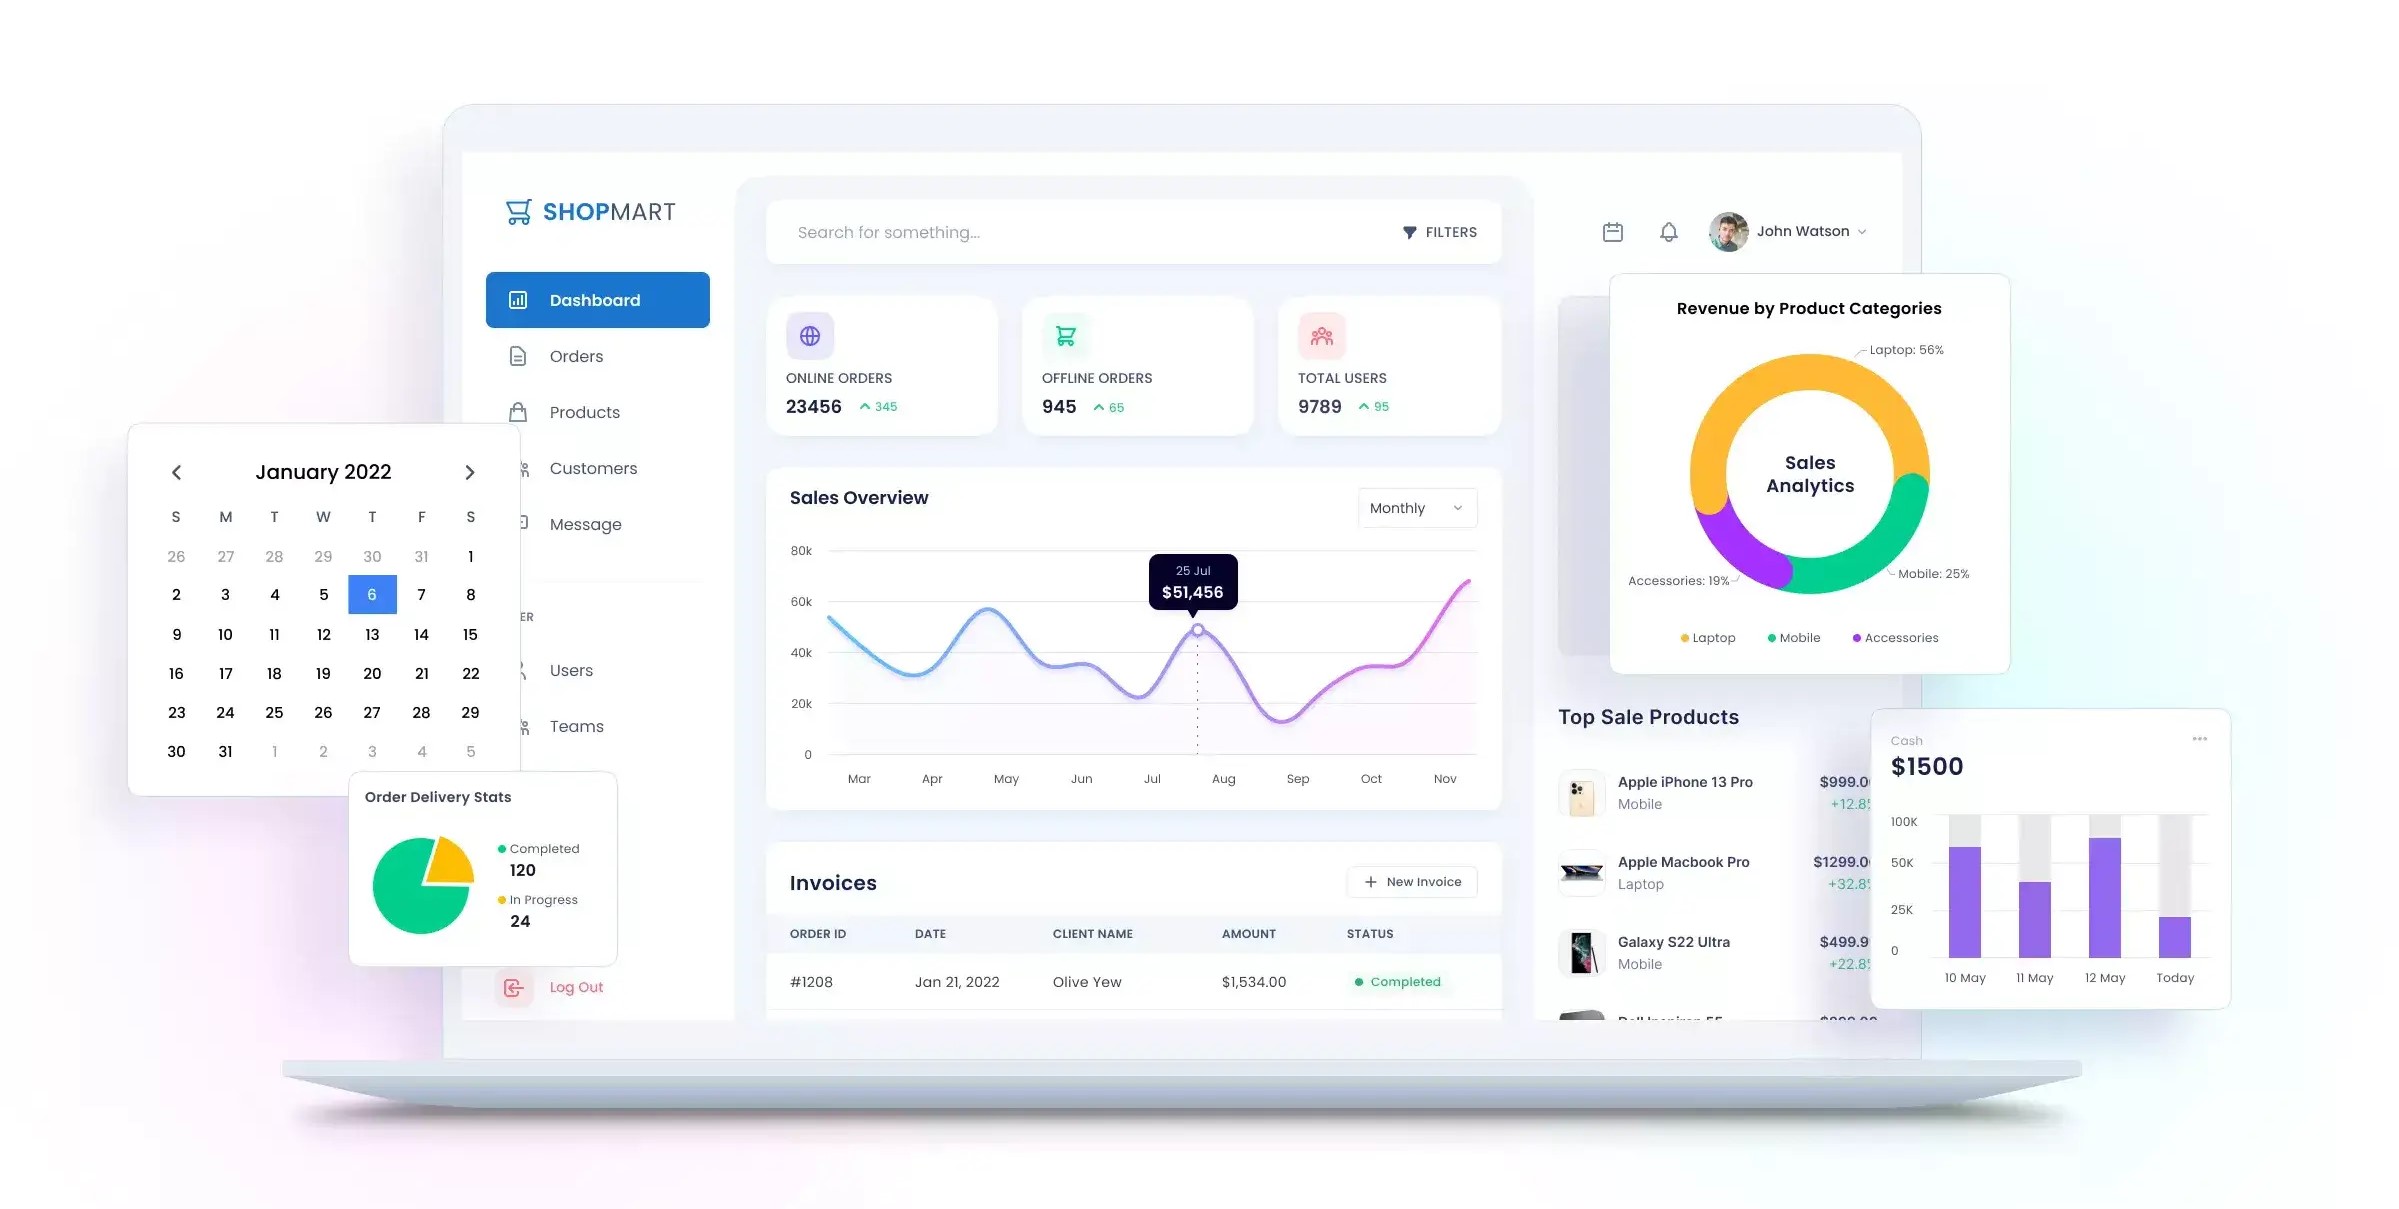 SHOPMART
Dashboard
Orders
Products
Customers
Message
ER
Users
Teams
Log Out
January 2022
S M T W T F S
26 27 28 29 30 31 1
2 3 4 5 6 7 8
9 10 11 12 13 14 15
16 17 18 19 20 21 22
23 24 25 26 27 28 29
30 31 1 2 3 4 5
Order Delivery Stats
Completed
120
In Progress
24
Search for something...
FILTERS
ONLINE ORDERS
23456 345
OFFLINE ORDERS
945 65
TOTAL USERS
9789 95
Sales Overview
Monthly
80k
60k
40k
20k
0
25 Jul
$51,456
Mar Apr May Jun Jul Aug Sep Oct Nov
Invoices
+ New Invoice
ORDER ID DATE CLIENT NAME AMOUNT STATUS
#1208 Jan 21, 2022 Olive Yew $1,534.00 Completed
John Watson
Revenue by Product Categories
Laptop: 56%
Sales
Analytics
Mobile: 25%
Accessories: 19%
Laptop Mobile Accessories
Top Sale Products
Apple iPhone 13 Pro $999.0
Mobile +12.8
Apple Macbook Pro $1299.0
Laptop +32.8
Galaxy S22 Ultra $499.9
Mobile +22.8
Cash
$1500
100K
50K
25K
0
10 May 11 May 12 May Today